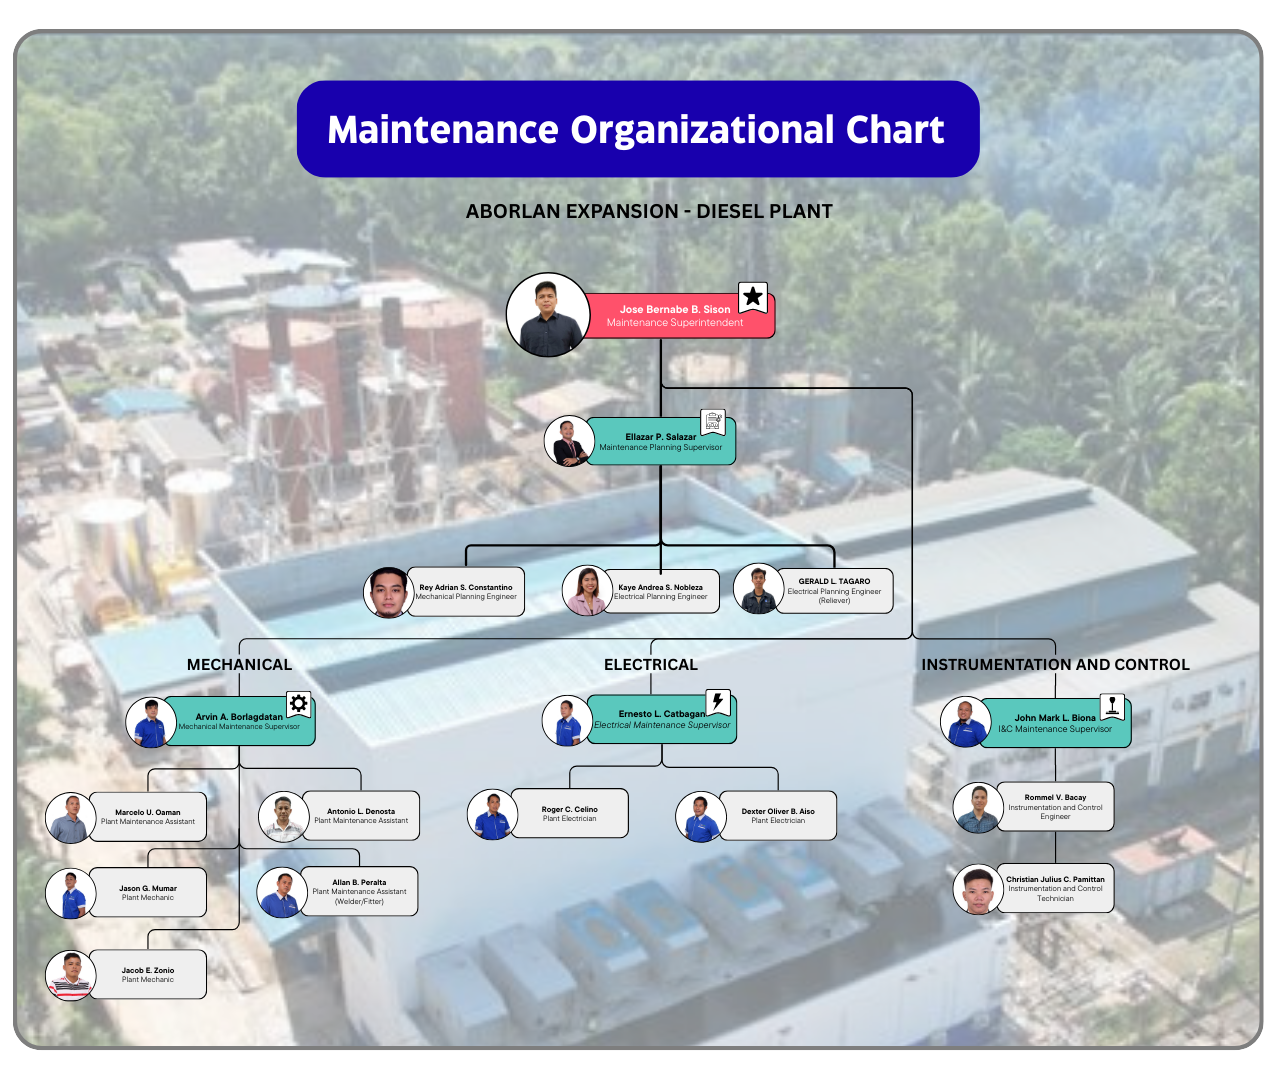 Maintenance Organizational Chart
ABORLAN EXPANSION - DIESEL PLANT
Jose Bernabe B. Sison
Maintenance Superintendent
Ellazar P. Salazar
Maintenance Planning Supervisor
Rey Adrian S. Constantino
Mechanical Planning Engineer
Kaye Andrea S. Nobleza
Electrical Planning Engineer
GERALD L. TAGARO
Electrical Planning Engineer
(Reliever)
MECHANICAL
ELECTRICAL
INSTRUMENTATION AND CONTROL
Arvin A. Borlagdatan
Mechanical Maintenance Supervisor
Ernesto L. Catbagan
Electrical Maintenance Supervisor
John Mark L. Biona
I&C Maintenance Supervisor
Marcelo U. Oaman
Plant Maintenance Assistant
Antonio L. Denosta
Plant Maintenance Assistant
Roger C. Celino
Plant Electrician
Dexter Oliver B. Aiso
Plant Electrician
Rommel V. Bacay
Instrumentation and Control
Engineer
Jason G. Mumar
Plant Mechanic
Allan B. Peralta
Plant Maintenance Assistant
(Welder/Fitter)
Christian Julius C. Pamittan
Instrumentation and Control
Technician
Jacob E. Zonio
Plant Mechanic